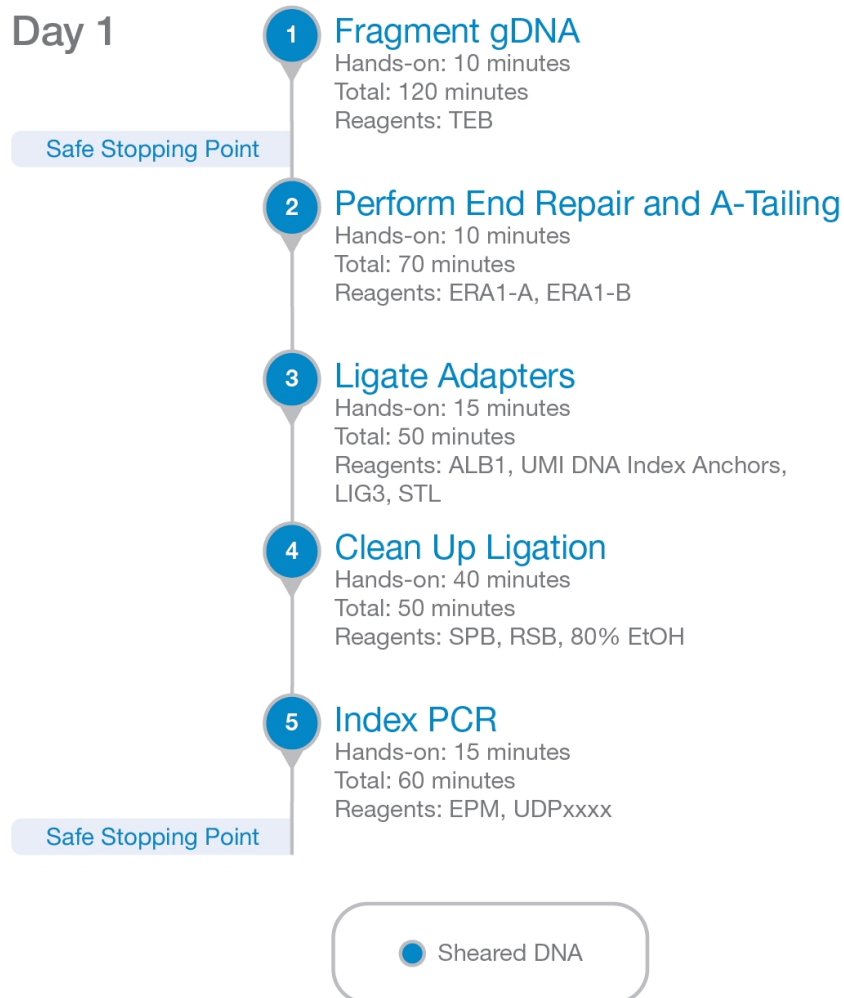 Day 1
1
Fragment gDNA
Hands-on: 10 minutes
Total: 120 minutes
Reagents: TEB
Safe Stopping Point
2
Perform End Repair and A-Tailing
Hands-on: 10 minutes
Total: 70 minutes
Reagents: ERA1-A, ERA1-B
3
Ligate Adapters
Hands-on: 15 minutes
Total: 50 minutes
Reagents: ALB1, UMI DNA Index Anchors,
LIG3, STL
4
Clean Up Ligation
Hands-on: 40 minutes
Total: 50 minutes
Reagents: SPB, RSB, 80% EtOH
5
Index PCR
Hands-on: 15 minutes
Total: 60 minutes
Reagents: EPM, UDPxxxx
Safe Stopping Point
Sheared DNA